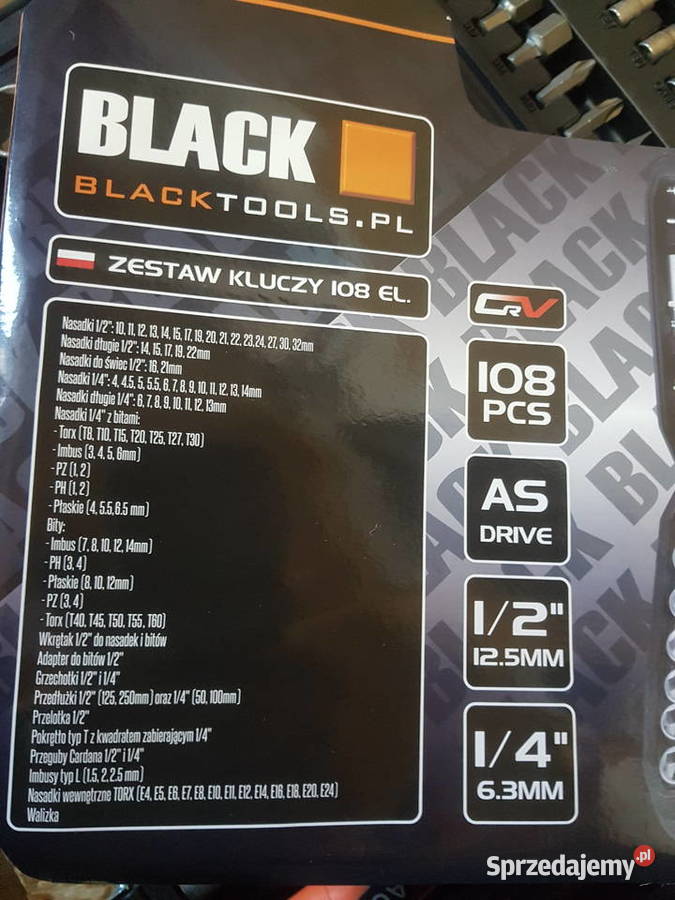 BLACK
BLACKTOOLS.PL
ZESTAW KLUCZY 108 EL.
Nasadki 1/2": 10, 11, 12, 13, 14, 15, 17, 19, 20, 21, 22, 23,24, 27, 30, 32mm
Nasadki długie 1/2": 14, 15, 17, 19, 22mm
Nasadki do świec 1/2": 16, 21mm
Nasadki 1/4": 4, 4.5, 5, 5.5, 6, 7, 8, 9, 10, 11, 12, 13, 14mm
Nasadki długie 1/4": 6, 7, 8, 9, 10, 11, 12, 13mm
Nasadki 1/4" z bitami:
- Torx (T8, T10, T15, T20, T25, T27, T30)
- Imbus (3, 4, 5, 6mm)
- PZ (1, 2)
- PH (1, 2)
- Płaskie (4, 5.5,6.5 mm)
Bity:
- Imbus (7, 8, 10, 12, 14mm)
- PH (3, 4)
- Płaskie (8, 10, 12mm)
- PZ (3, 4)
- Torx (T40, T45, T50, T55, T60)
Wkrętak 1/2" do nasadek i bitów
Adapter do bitów 1/2"
Grzechotki 1/2" i 1/4"
Przedłużki 1/2" (125, 250mm) oraz 1/4" (50, 100mm)
Przelotka 1/2"
Pokrętło typ T z kwadratem zabierającym 1/4"
Przeguby Cardana 1/2" i 1/4"
Imbusy typ L (1.5, 2, 2.5 mm)
Nasadki wewnętrzne TORX (E4, E5, E6, E7, E8, E10, E11, E12, E14, E16, E18, E20, E24)
Walizka
CRV
108
PCS
AS
DRIVE
1/2"
12.5MM
1/4"
6.3MM
BLACK
BLACK
BLACK
BLACK
Sprzedajemy.pl